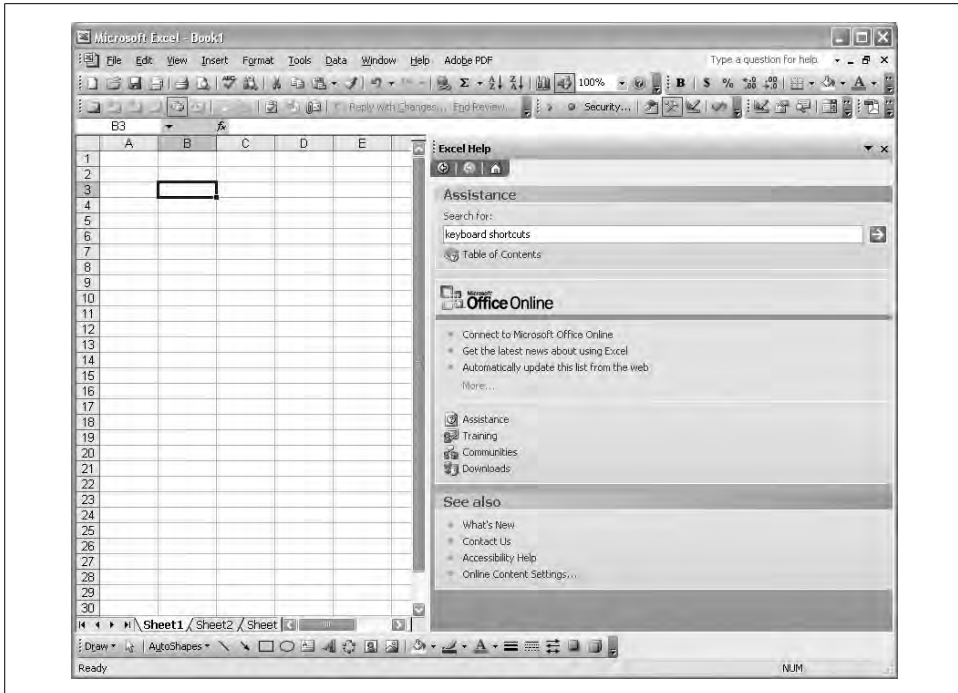 Microsoft Excel - Book1
File Edit View Insert Format Tools Data Window Help Adobe PDF Type a question for help
100% B $ %
Reply with Changes... End Review... Security...
B3 fx
A B C D E
1
2
3
4
5
6
7
8
9
10
11
12
13
14
15
16
17
18
19
20
21
22
23
24
25
26
27
28
29
30
Excel Help
Assistance
Search for:
keyboard shortcuts
Table of Contents
Microsoft
Office Online
Connect to Microsoft Office Online
Get the latest news about using Excel
Automatically update this list from the web
More...
Assistance
Training
Communities
Downloads
See also
What's New
Contact Us
Accessibility Help
Online Content Settings...
Sheet1 Sheet2 Sheet
Draw AutoShapes
Ready NUM